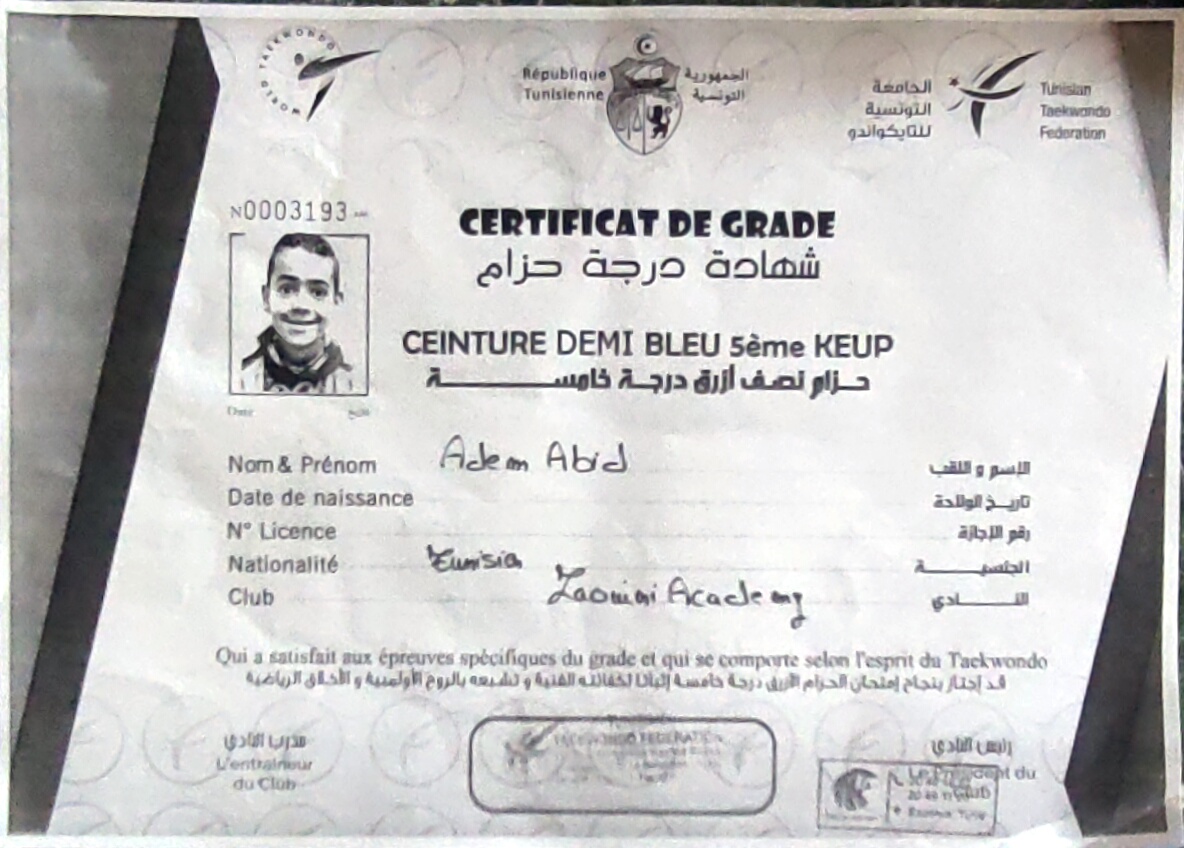 WORLD TAEKWONDO
République
Tunisienne
الجمهورية
التونسية
الجامعة
التونسية
للتايكواندو
Tunisian
Taekwondo
Federation
N0003193
CERTIFICAT DE GRADE
شهادة درجة حزام
CEINTURE DEMI BLEU 5ème KEUP
حزام نصف أزرق درجة خامسة
Date
Nom & Prénom Adem Abid الإسم و اللقب
Date de naissance تاريخ الولادة
N° Licence رقم الإجازة
Nationalité Tunisia الجنسية
Club Zaouini Academy النادي
Qui a satisfait aux épreuves spécifiques du grade et qui se comporte selon l'esprit du Taekwondo
قد إجتاز بنجاح إمتحان الحزام الأزرق درجة خامسة إثباتا لكفائته الفنية و تشبعه بالروح الأولمبية و الأخلاق الرياضية
مدرب النادي
L'entraineur
du Club
TAEKWONDO FEDERATION
رئيس النادي
Le Président du
Club